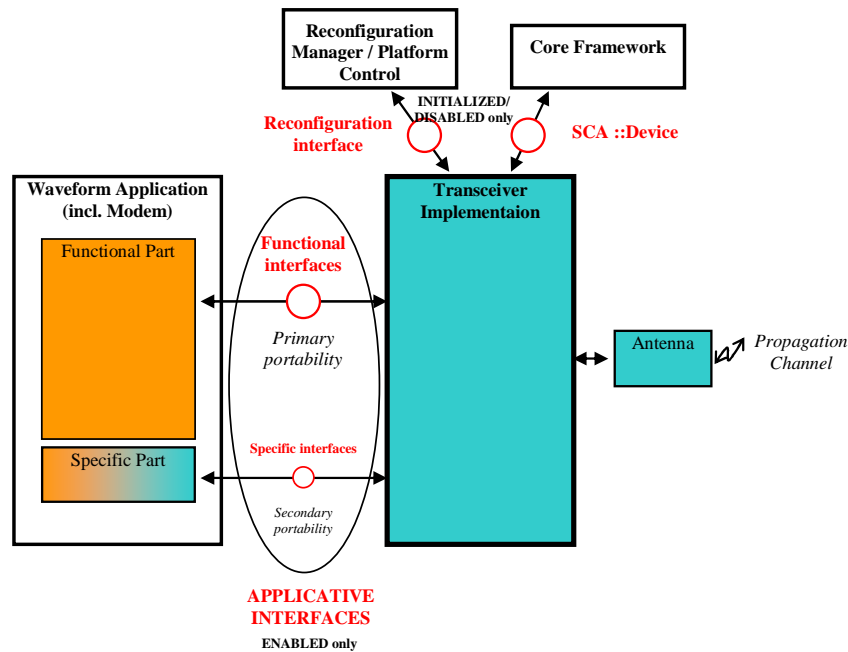 Reconfiguration
Manager / Platform
Control
Core Framework
INITIALIZED/
DISABLED only
Reconfiguration
interface
SCA ::Device
Waveform Application
(incl. Modem)
Functional Part
Specific Part
Functional
interfaces
Primary
portability
Specific interfaces
Secondary
portability
APPLICATIVE
INTERFACES
ENABLED only
Transceiver
Implementaion
Antenna
Propagation
Channel